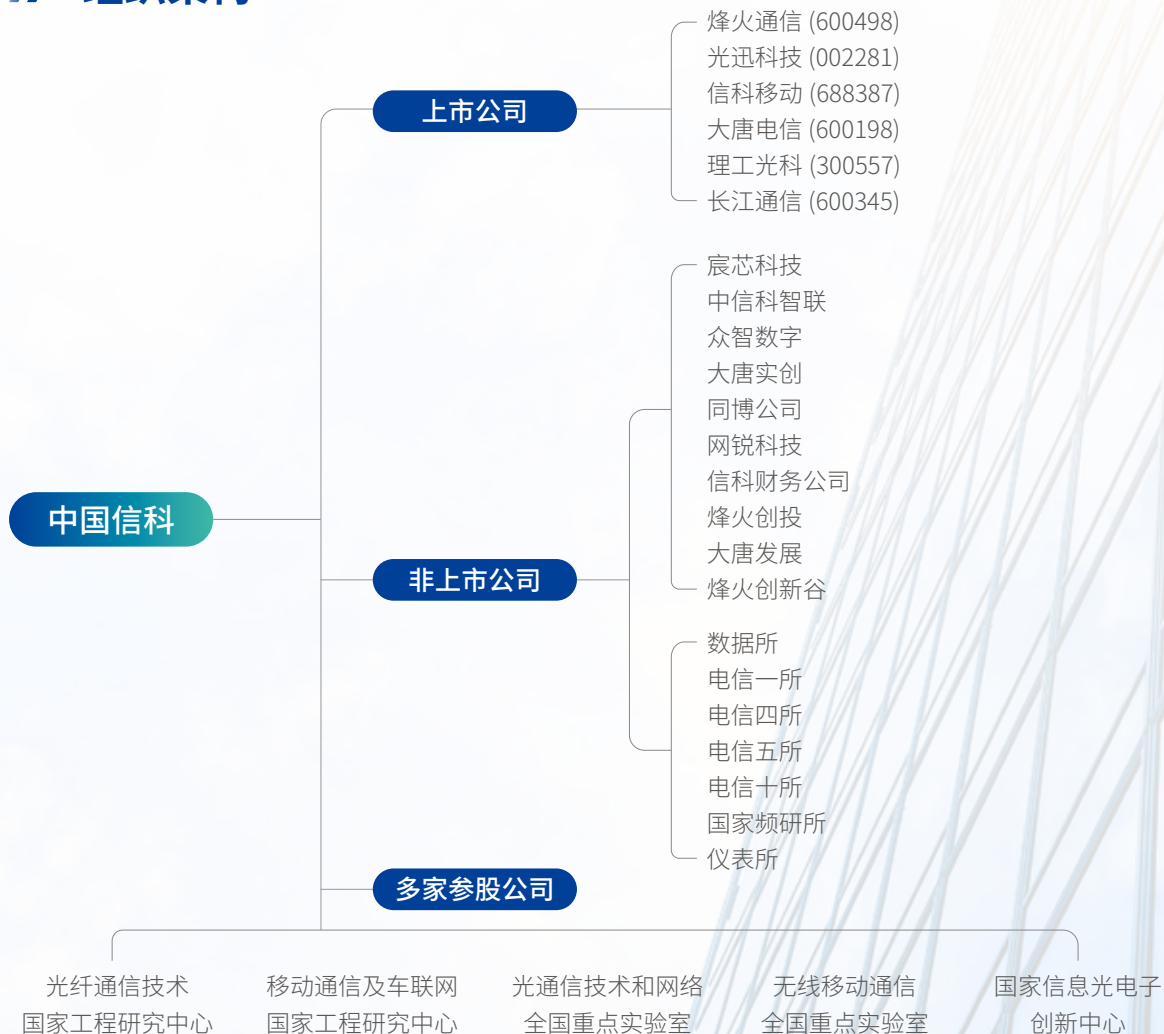 组织架构
烽火通信 (600498)
光迅科技 (002281)
信科移动 (688387)
大唐电信 (600198)
理工光科 (300557)
长江通信 (600345)
上市公司
宸芯科技
中信科智联
众智数字
大唐实创
同博公司
网锐科技
信科财务公司
烽火创投
大唐发展
烽火创新谷
中国信科
非上市公司
数据所
电信一所
电信四所
电信五所
电信十所
国家频研所
仪表所
多家参股公司
光纤通信技术
国家工程研究中心
移动通信及车联网
国家工程研究中心
光通信技术和网络
全国重点实验室
无线移动通信
全国重点实验室
国家信息光电子
创新中心